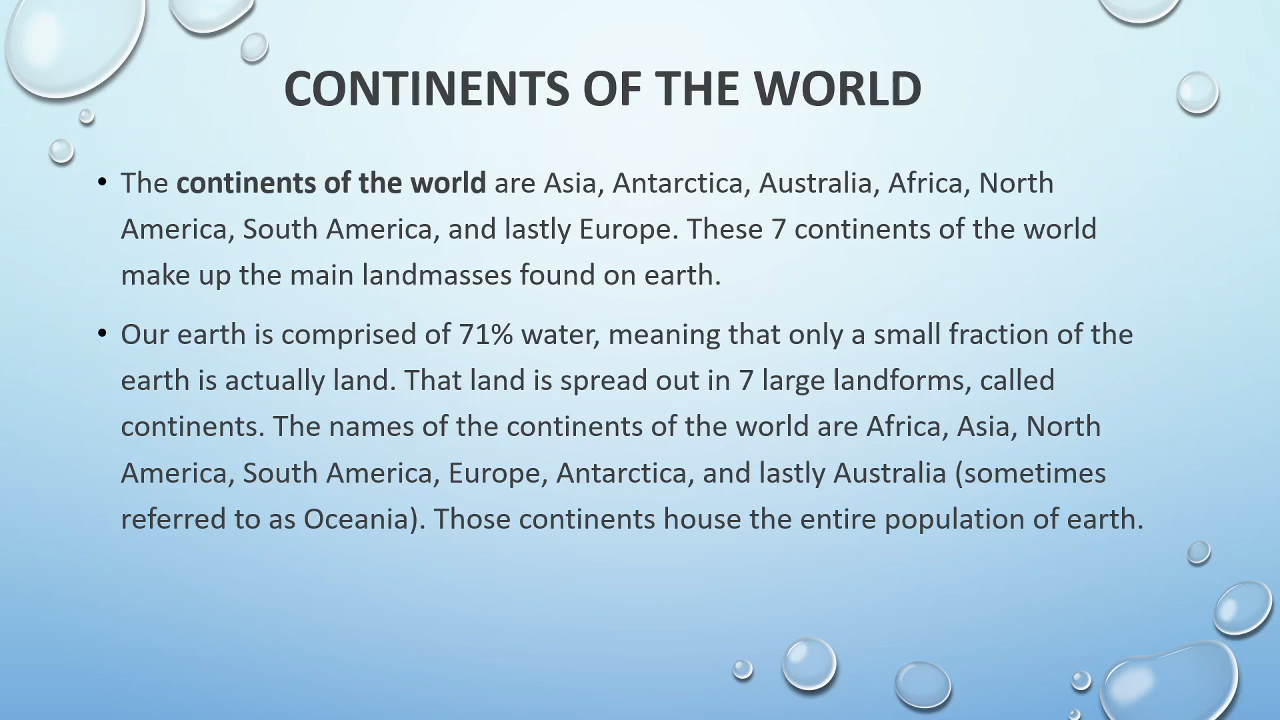 CONTINENTS OF THE WORLD
• The continents of the world are Asia, Antarctica, Australia, Africa, North
America, South America, and lastly Europe. These 7 continents of the world
make up the main landmasses found on earth.
• Our earth is comprised of 71% water, meaning that only a small fraction of the
earth is actually land. That land is spread out in 7 large landforms, called
continents. The names of the continents of the world are Africa, Asia, North
America, South America, Europe, Antarctica, and lastly Australia (sometimes
referred to as Oceania). Those continents house the entire population of earth.